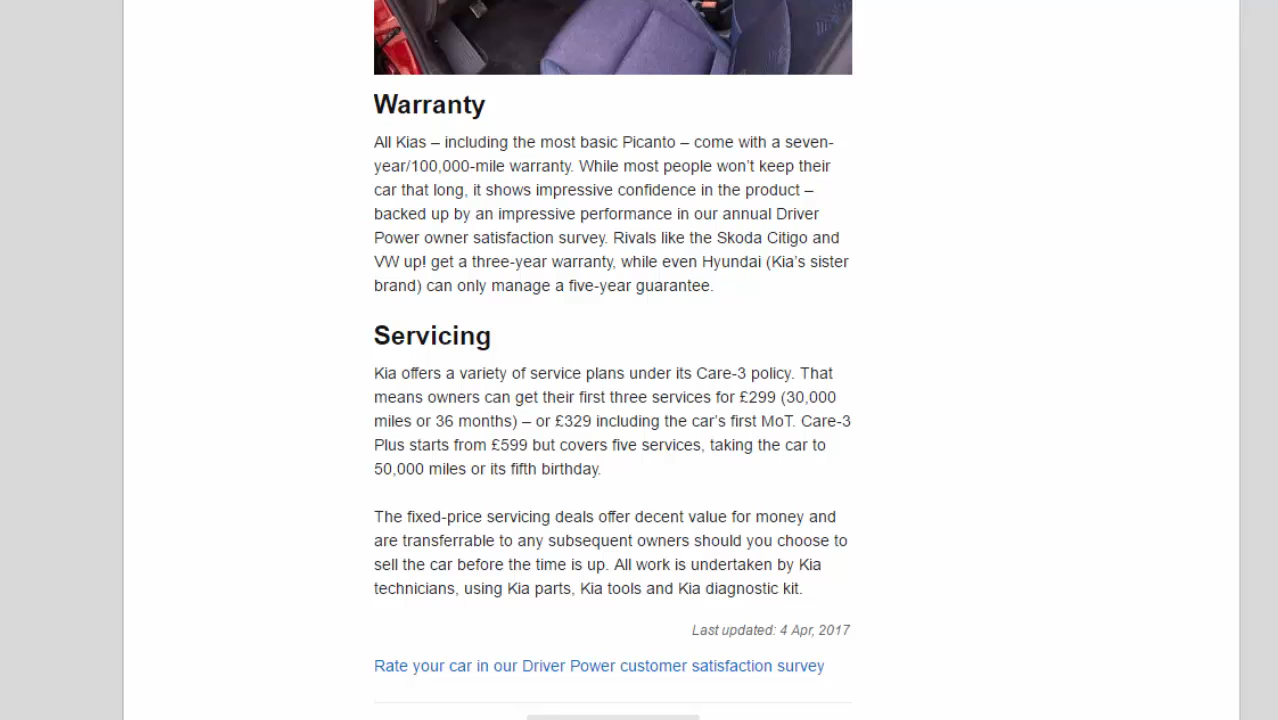 Warranty
All Kias – including the most basic Picanto – come with a seven-
year/100,000-mile warranty. While most people won’t keep their
car that long, it shows impressive confidence in the product –
backed up by an impressive performance in our annual Driver
Power owner satisfaction survey. Rivals like the Skoda Citigo and
VW up! get a three-year warranty, while even Hyundai (Kia’s sister
brand) can only manage a five-year guarantee.
Servicing
Kia offers a variety of service plans under its Care-3 policy. That
means owners can get their first three services for £299 (30,000
miles or 36 months) – or £329 including the car’s first MoT. Care-3
Plus starts from £599 but covers five services, taking the car to
50,000 miles or its fifth birthday.
The fixed-price servicing deals offer decent value for money and
are transferrable to any subsequent owners should you choose to
sell the car before the time is up. All work is undertaken by Kia
technicians, using Kia parts, Kia tools and Kia diagnostic kit.
Last updated: 4 Apr, 2017
Rate your car in our Driver Power customer satisfaction survey